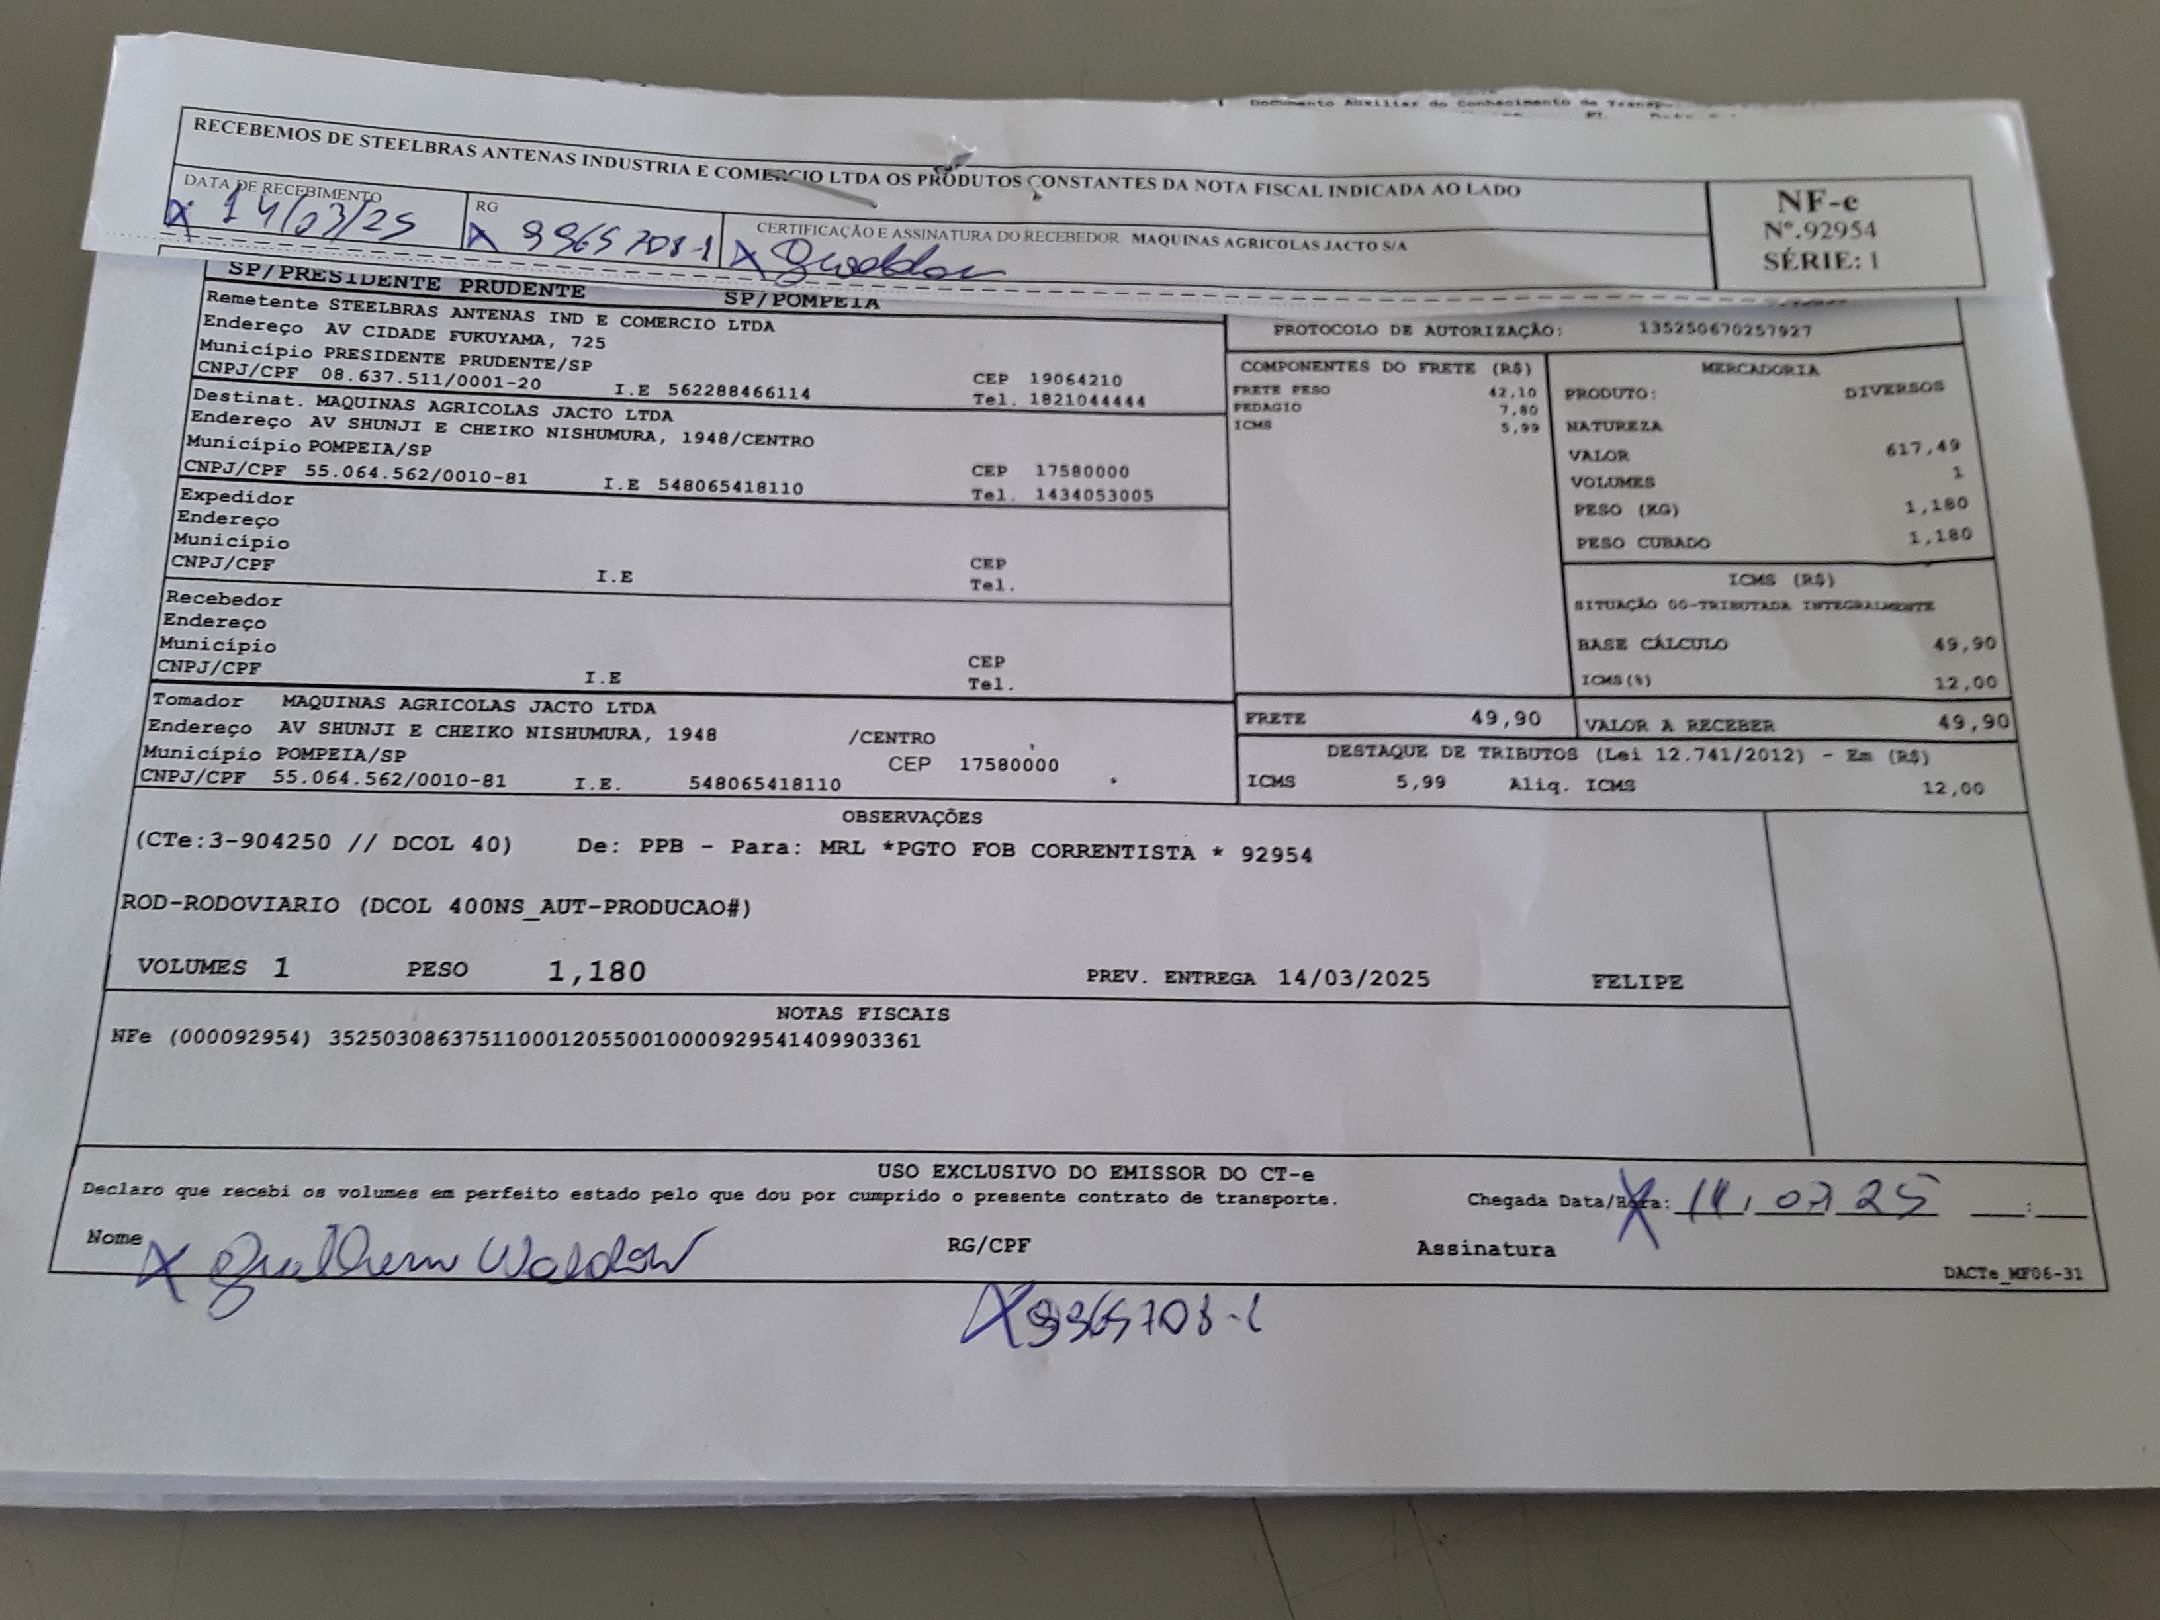 Documento Auxiliar do Conhecimento de
RECEBEMOS DE STEELBRAS ANTENAS INDUSTRIA E COMERCIO LTDA OS PRODUTOS CONSTANTES DA NOTA FISCAL INDICADA AO LADO
NF-e
Nº.92954
SÉRIE: 1
DATA DE RECEBIMENTO
X 14/03/25
RG
X 9965708-1
CERTIFICAÇÃO E ASSINATURA DO RECEBEDOR MAQUINAS AGRICOLAS JACTO S/A
SP/PRESIDENTE PRUDENTE SP/POMPEIA
Remetente STEELBRAS ANTENAS IND E COMERCIO LTDA
Endereço AV CIDADE FUKUYAMA, 725
Município PRESIDENTE PRUDENTE/SP CEP 19064210
CNPJ/CPF 08.637.511/0001-20 I.E 562288466114 Tel. 1821044444
Destinat. MAQUINAS AGRICOLAS JACTO LTDA
Endereço AV SHUNJI E CHEIKO NISHUMURA, 1948/CENTRO
Município POMPEIA/SP CEP 17580000
CNPJ/CPF 55.064.562/0010-81 I.E 548065418110 Tel. 1434053005
Expedidor
Endereço
Município CEP
CNPJ/CPF I.E Tel.
Recebedor
Endereço
Município CEP
CNPJ/CPF I.E Tel.
Tomador MAQUINAS AGRICOLAS JACTO LTDA
Endereço AV SHUNJI E CHEIKO NISHUMURA, 1948 /CENTRO
Município POMPEIA/SP CEP 17580000
CNPJ/CPF 55.064.562/0010-81 I.E. 548065418110
PROTOCOLO DE AUTORIZAÇÃO: 135250670257927
COMPONENTES DO FRETE (R$)
FRETE PESO 42,10
PEDAGIO 7,80
ICMS 5,99
MERCADORIA
PRODUTO: DIVERSOS
NATUREZA
VALOR 617,49
VOLUMES 1
PESO (KG) 1,180
PESO CUBADO 1,180
ICMS (R$)
SITUAÇÃO 00-TRIBUTADA INTEGRALMENTE
BASE CÁLCULO 49,90
ICMS(%) 12,00
FRETE 49,90 VALOR A RECEBER 49,90
DESTAQUE DE TRIBUTOS (Lei 12.741/2012) - Em (R$)
ICMS 5,99 Aliq. ICMS 12,00
OBSERVAÇÕES
(CTe:3-904250 // DCOL 40) De: PPB - Para: MRL *PGTO FOB CORRENTISTA * 92954
ROD-RODOVIARIO (DCOL 400NS_AUT-PRODUCAO#)
VOLUMES 1 PESO 1,180 PREV. ENTREGA 14/03/2025 FELIPE
NOTAS FISCAIS
NFe (000092954) 35250308637511000120550010000929541409903361
USO EXCLUSIVO DO EMISSOR DO CT-e
Declaro que recebi os volumes em perfeito estado pelo que dou por cumprido o presente contrato de transporte. Chegada Data/Hora: X 14, 03, 25 :
Nome X Guilherm Waldow RG/CPF Assinatura
DACTe_MF06-31
X 9965708-1